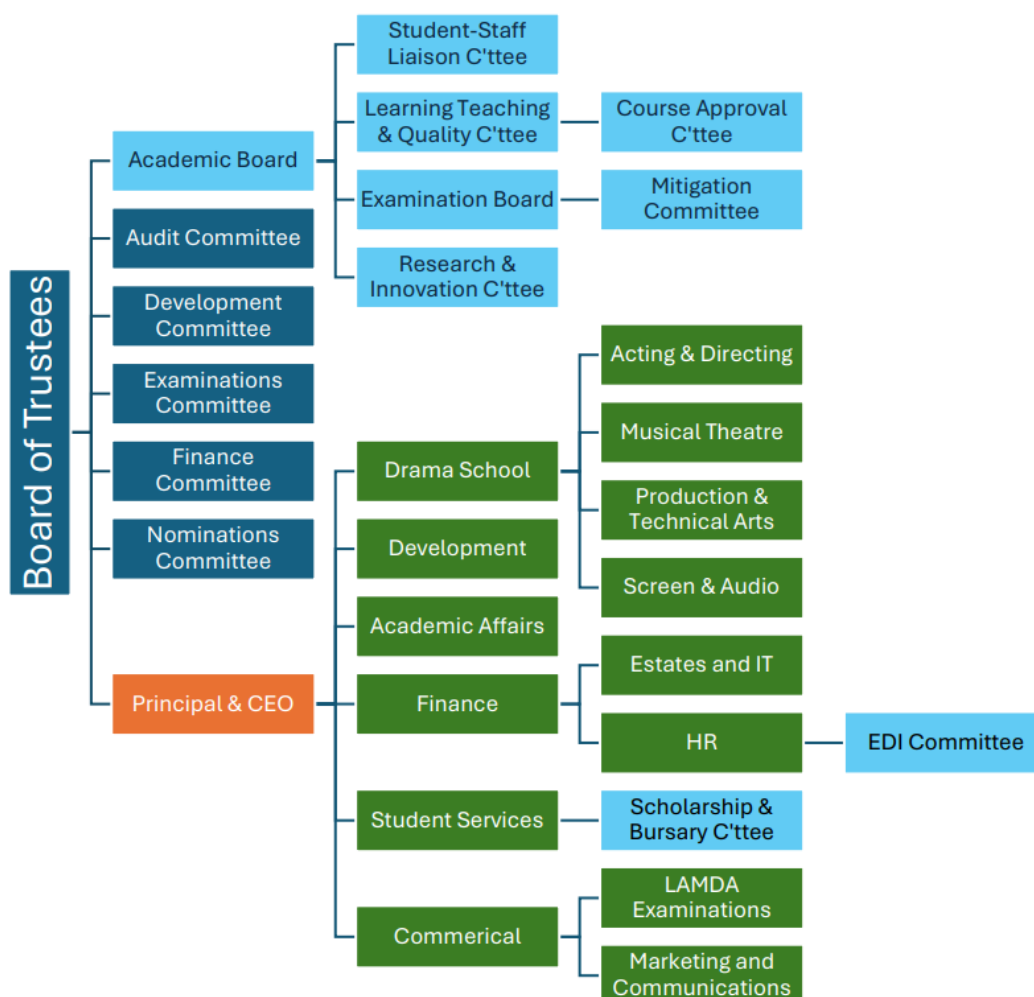 Board of Trustees
Academic Board
Student-Staff
Liaison C'ttee
Learning Teaching
& Quality C'ttee
Course Approval
C'ttee
Examination Board
Mitigation
Committee
Research &
Innovation C'ttee
Audit Committee
Development
Committee
Examinations
Committee
Finance
Committee
Nominations
Committee
Principal & CEO
Drama School
Acting & Directing
Musical Theatre
Production &
Technical Arts
Screen & Audio
Development
Academic Affairs
Finance
Estates and IT
HR
EDI Committee
Student Services
Scholarship &
Bursary C'ttee
Commerical
LAMDA
Examinations
Marketing and
Communications